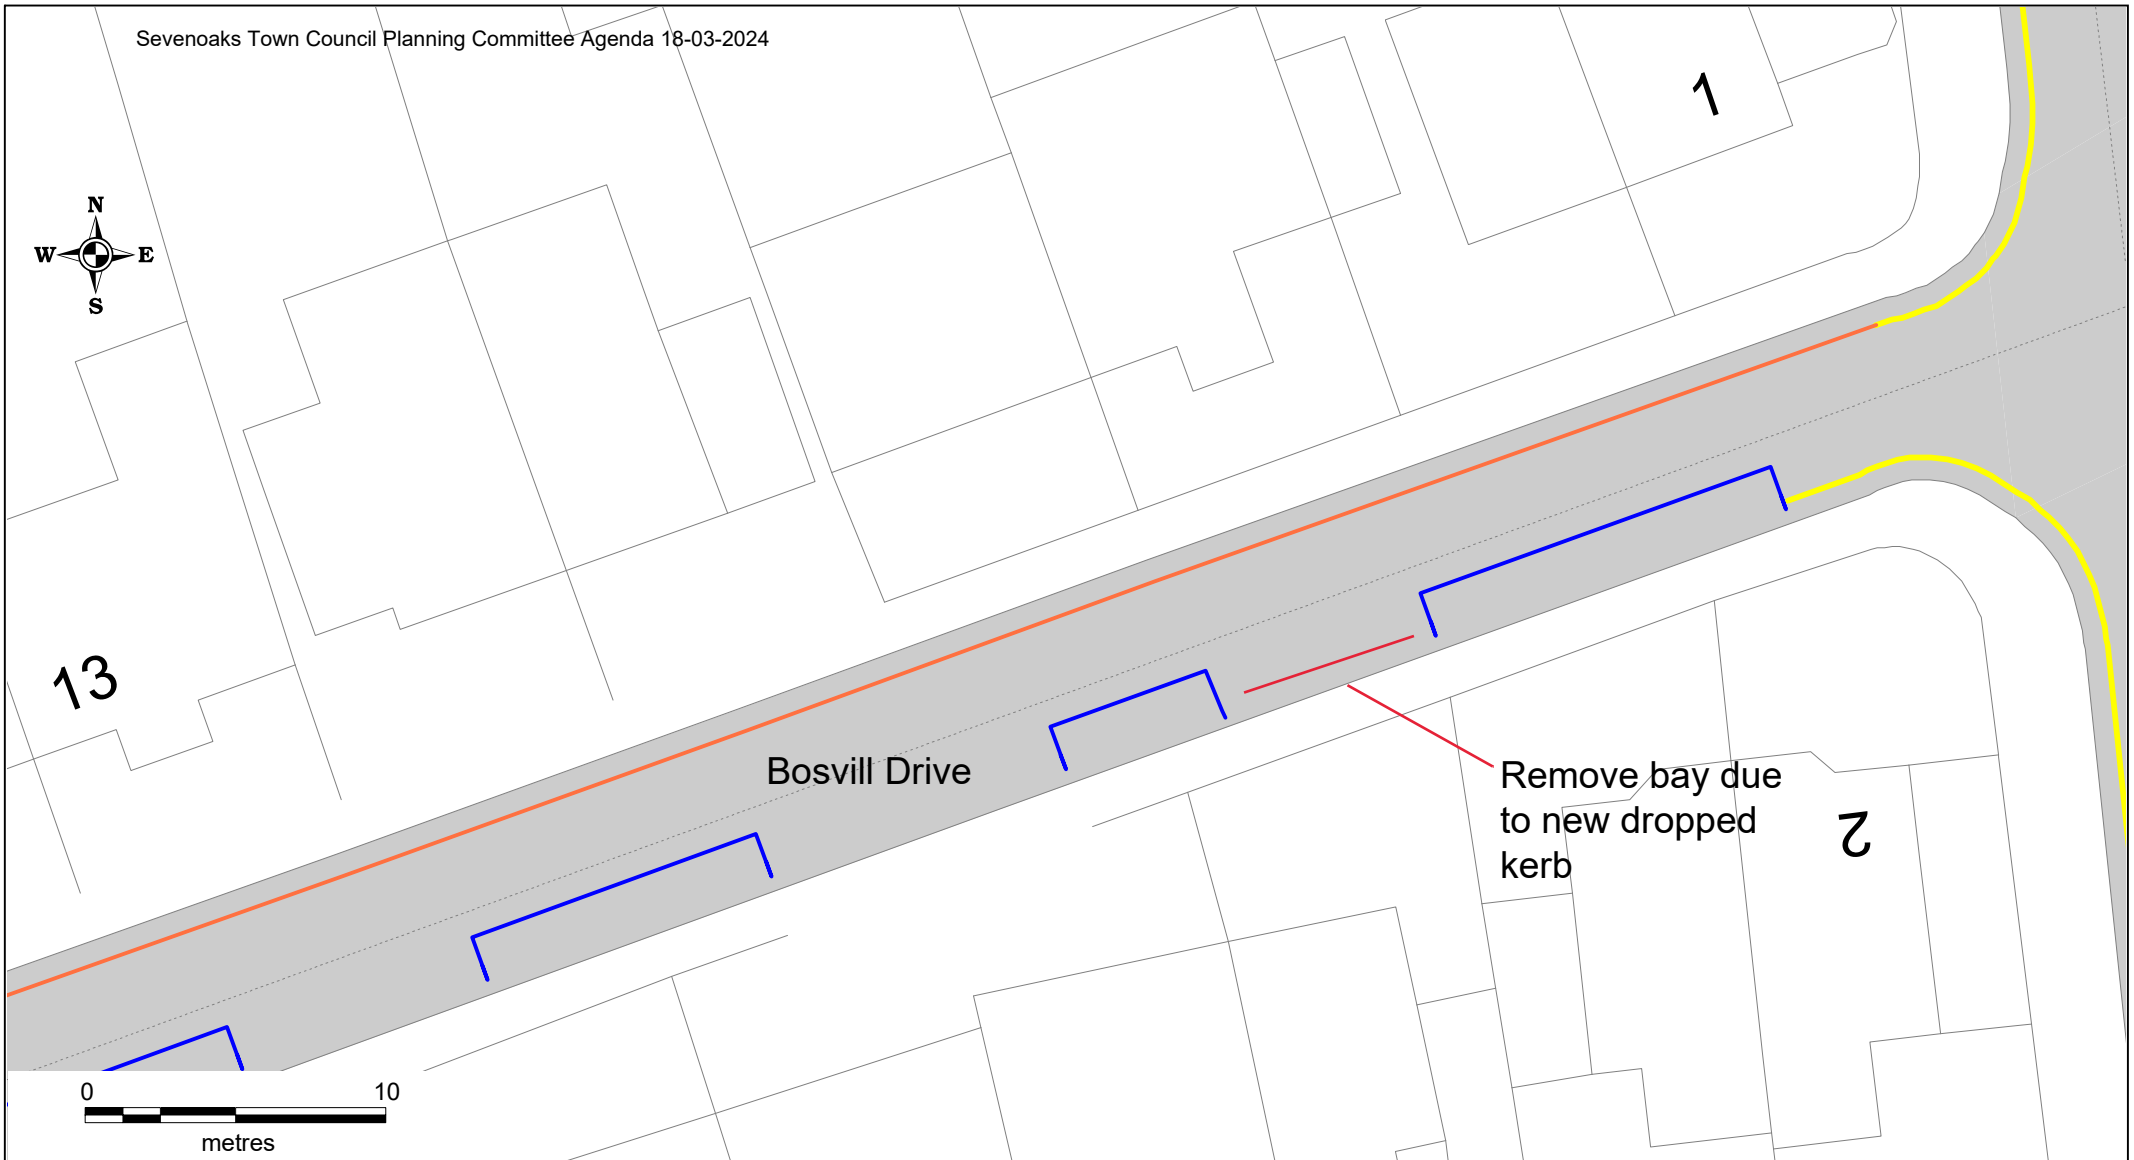 Sevenoaks Town Council Planning Committee Agenda 18-03-2024
1
N
W E
S
13
Bosvill Drive
Remove bay due
to new dropped
kerb
2
0 10
metres